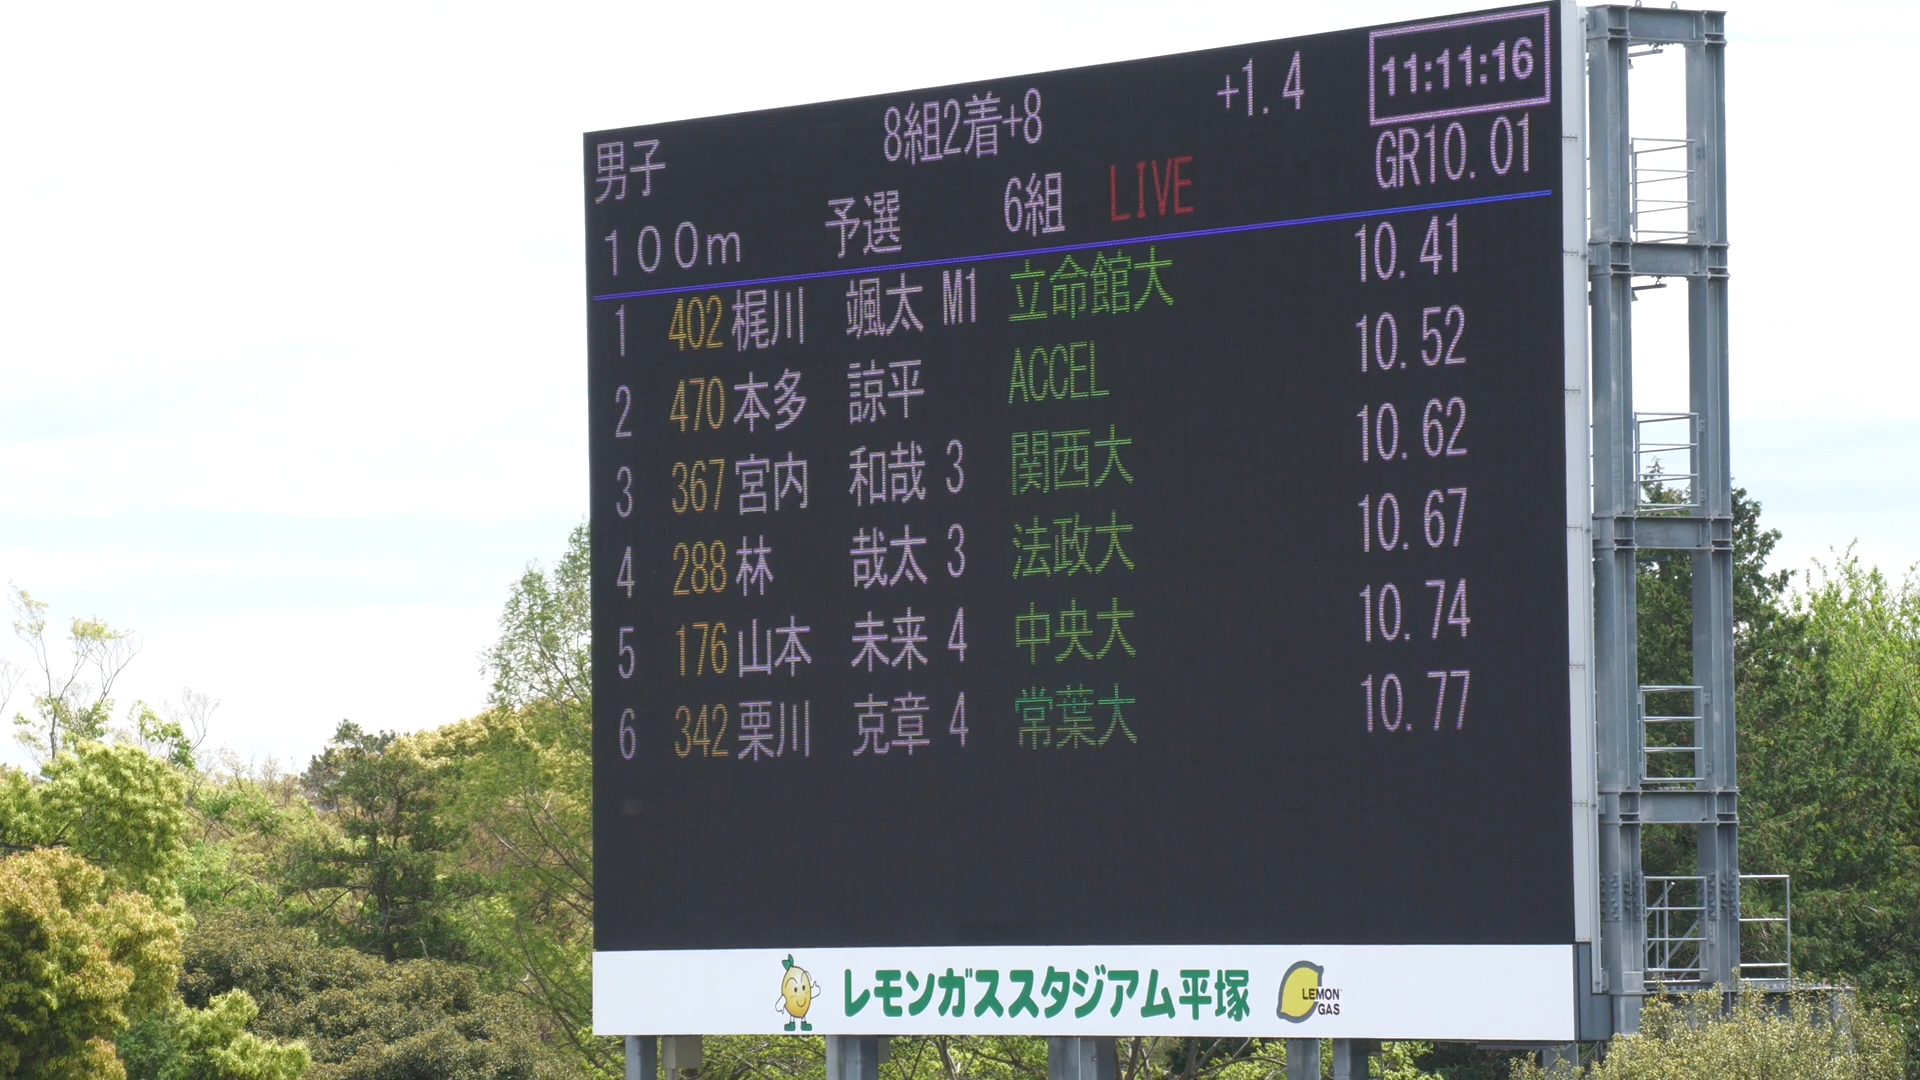 11:11:16
男子 8組2着+8 +1.4
GR10.01
100m 予選 6組 LIVE
1 402 梶川 颯太 M1 立命館大 10.41
2 470 本多 諒平 ACCEL 10.52
3 367 宮内 和哉 3 関西大 10.62
4 288 林 哉太 3 法政大 10.67
5 176 山本 未来 4 中央大 10.74
6 342 栗川 克章 4 常葉大 10.77
レモンガススタジアム平塚
LEMON
GAS